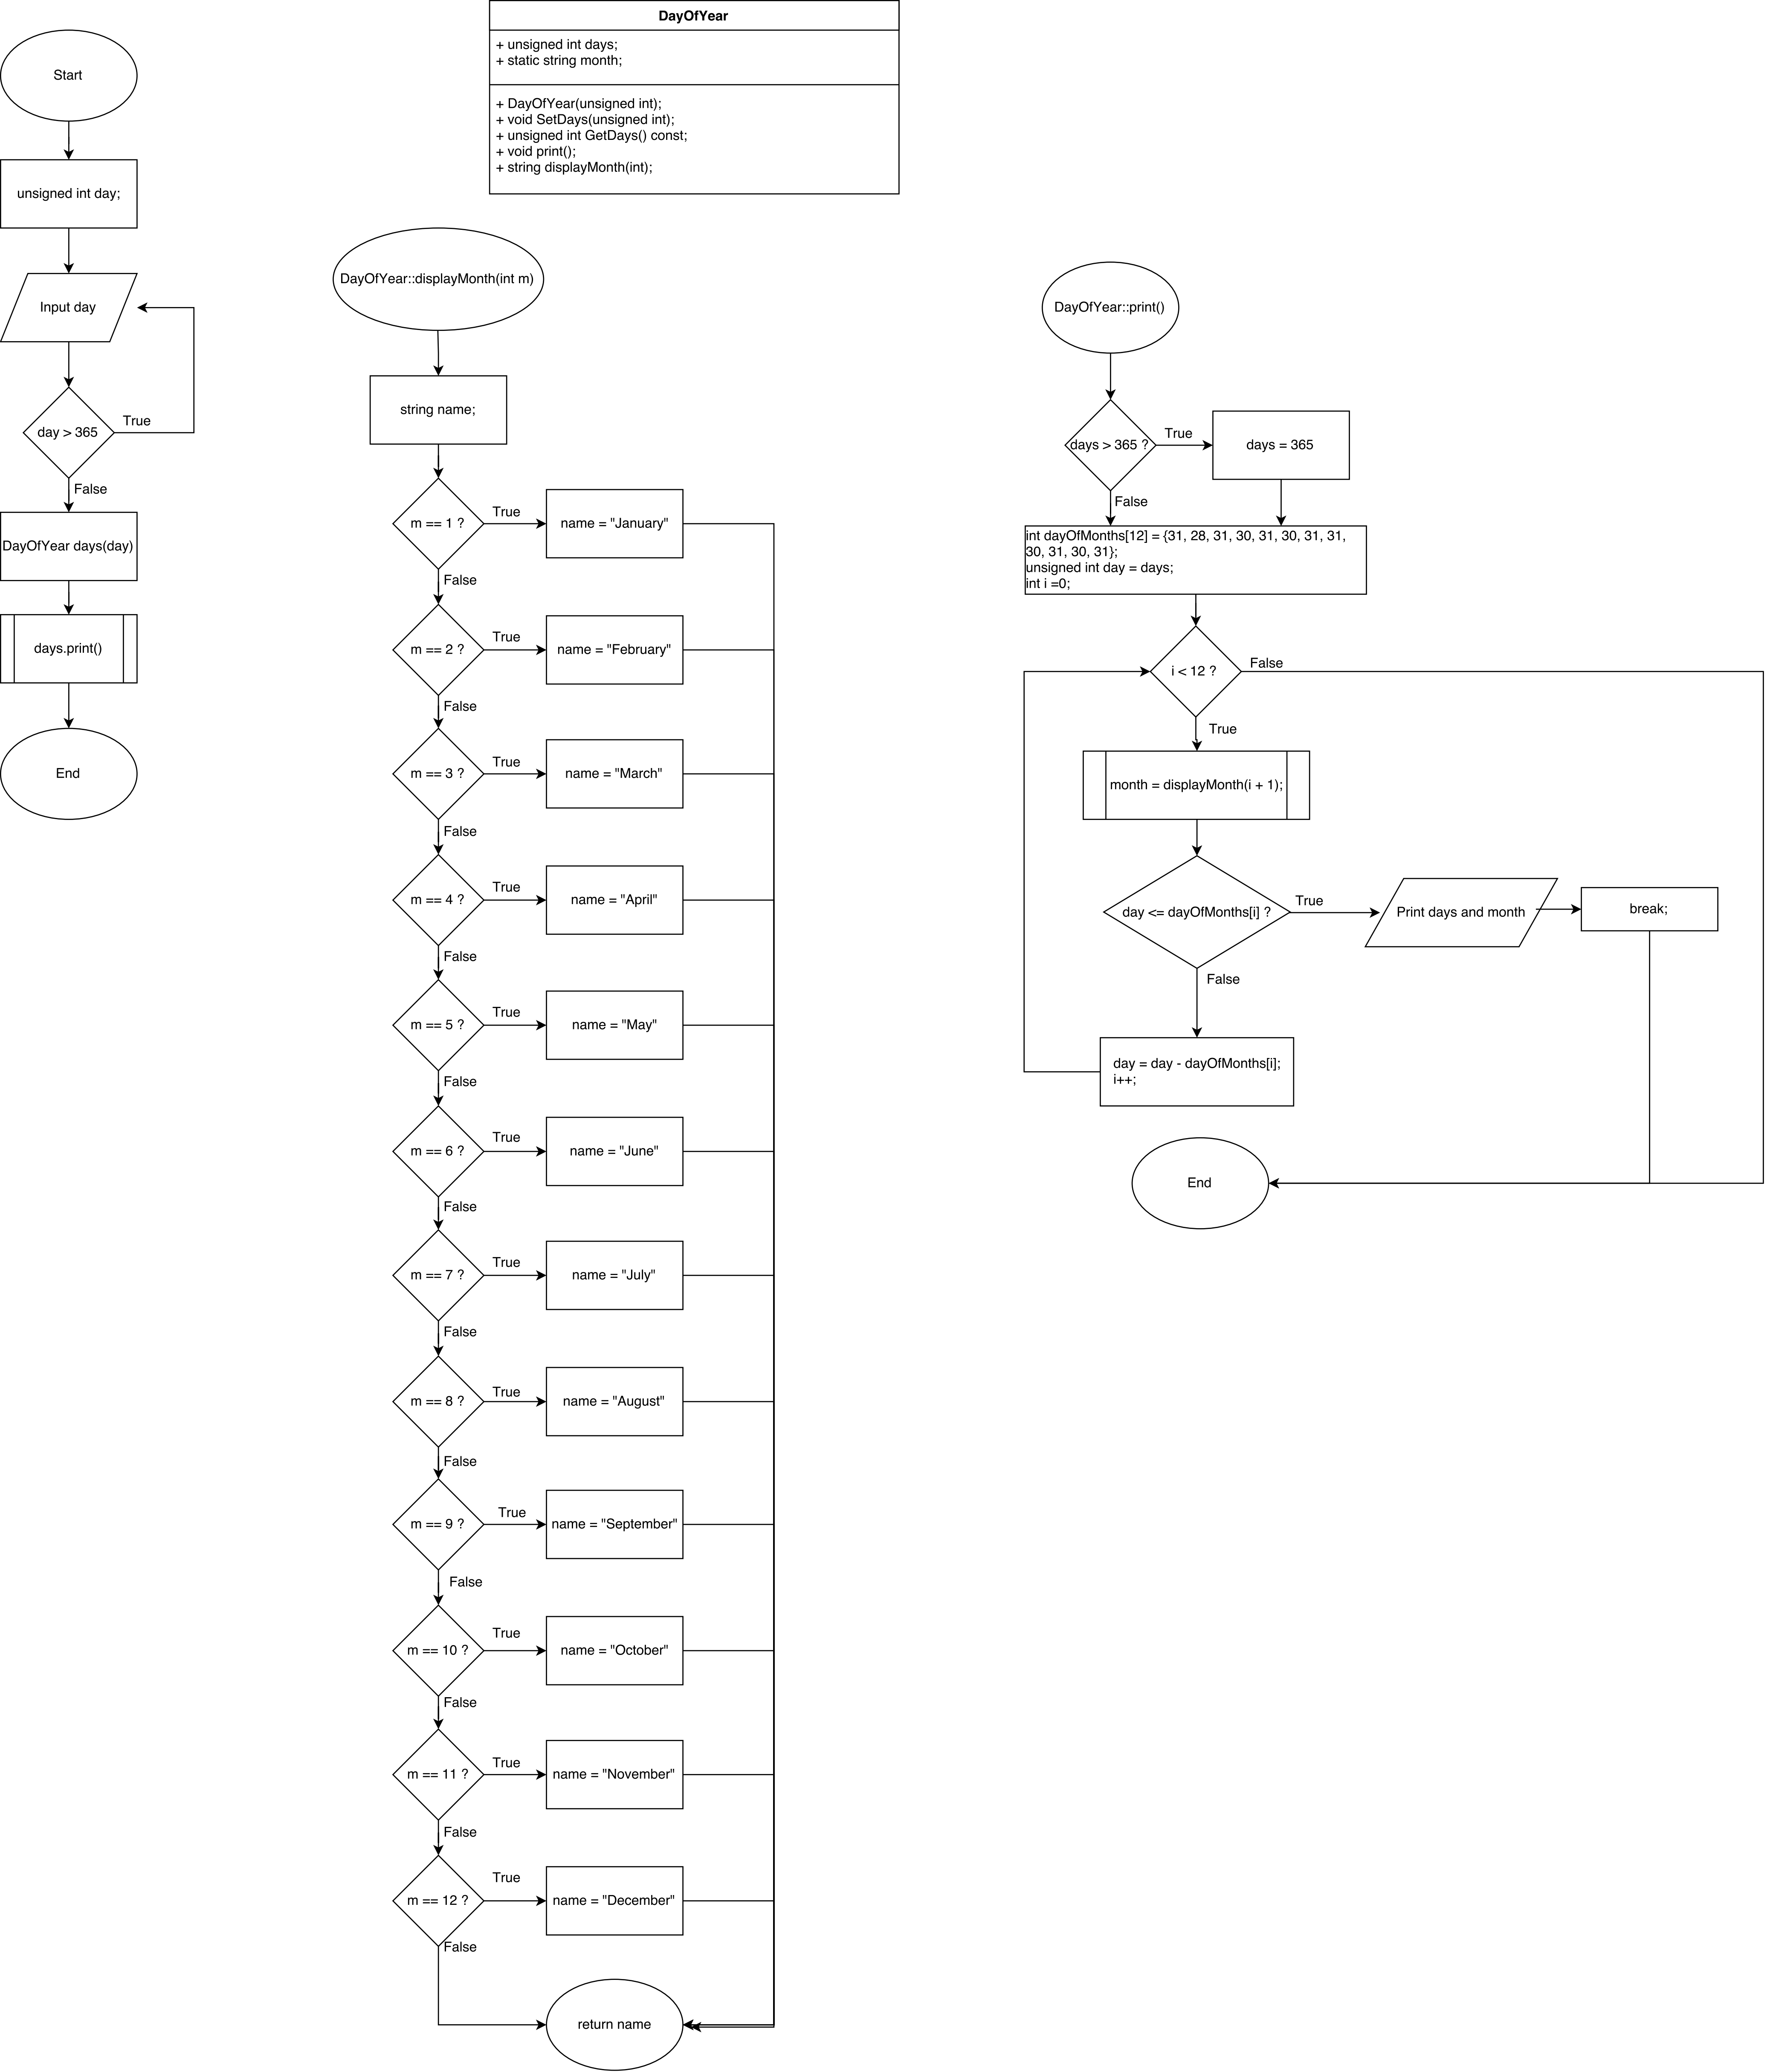 DayOfYear
+ unsigned int days;
+ static string month;
+ DayOfYear(unsigned int);
+ void SetDays(unsigned int);
+ unsigned int GetDays() const;
+ void print();
+ string displayMonth(int);
Start
unsigned int day;
Input day
day > 365
True
False
DayOfYear days(day)
days.print()
End
DayOfYear::displayMonth(int m)
string name;
m == 1 ?
True
name = "January"
False
m == 2 ?
True
name = "February"
False
m == 3 ?
True
name = "March"
False
m == 4 ?
True
name = "April"
False
m == 5 ?
True
name = "May"
False
m == 6 ?
True
name = "June"
False
m == 7 ?
True
name = "July"
False
m == 8 ?
True
name = "August"
False
m == 9 ?
True
name = "September"
False
m == 10 ?
True
name = "October"
False
m == 11 ?
True
name = "November"
False
m == 12 ?
True
name = "December"
False
return name
DayOfYear::print()
days > 365 ?
True
days = 365
False
int dayOfMonths[12] = {31, 28, 31, 30, 31, 30, 31, 31,
30, 31, 30, 31};
unsigned int day = days;
int i =0;
i < 12 ?
False
True
month = displayMonth(i + 1);
day <= dayOfMonths[i] ?
True
Print days and month
break;
False
day = day - dayOfMonths[i];
i++;
End